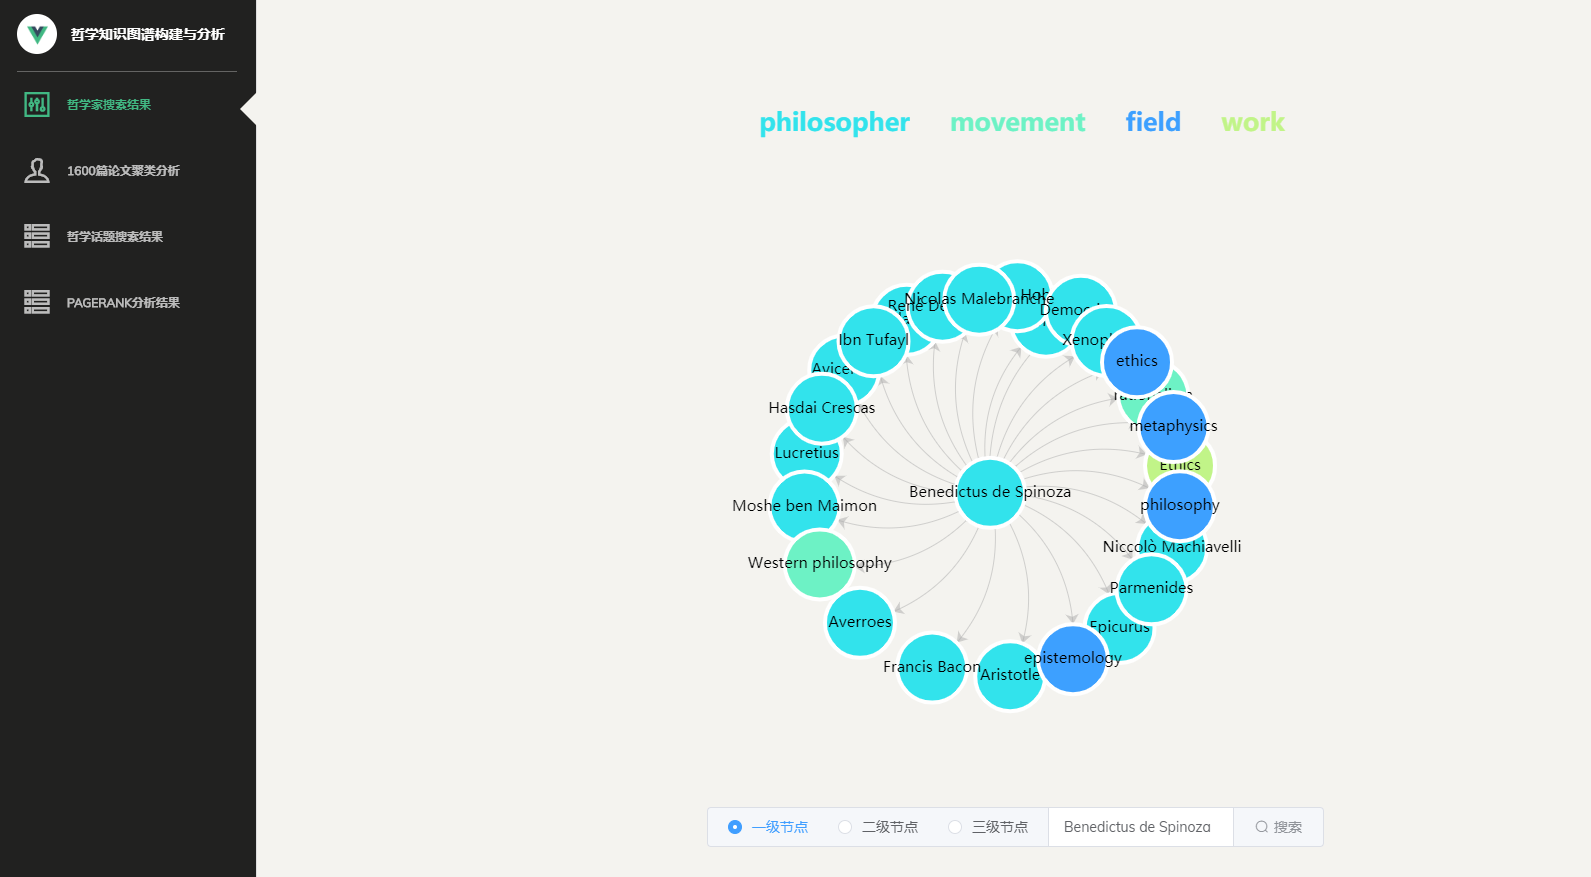 哲学知识图谱构建与分析
哲学家搜索结果
1600篇论文聚类分析
哲学话题搜索结果
PAGERANK分析结果
philosopher movement field work
Nicolas Malebranche
René De
Ibn Tufayl
Xenop
ethics
Hasdai Crescas
metaphysics
Lucretius
Ethics
Benedictus de Spinoza
Moshe ben Maimon
philosophy
Niccolò Machiavelli
Western philosophy
Parmenides
Averroes
Epicurus
epistemology
Francis Bacon
Aristotle
一级节点 二级节点 三级节点 Benedictus de Spinoza 搜索